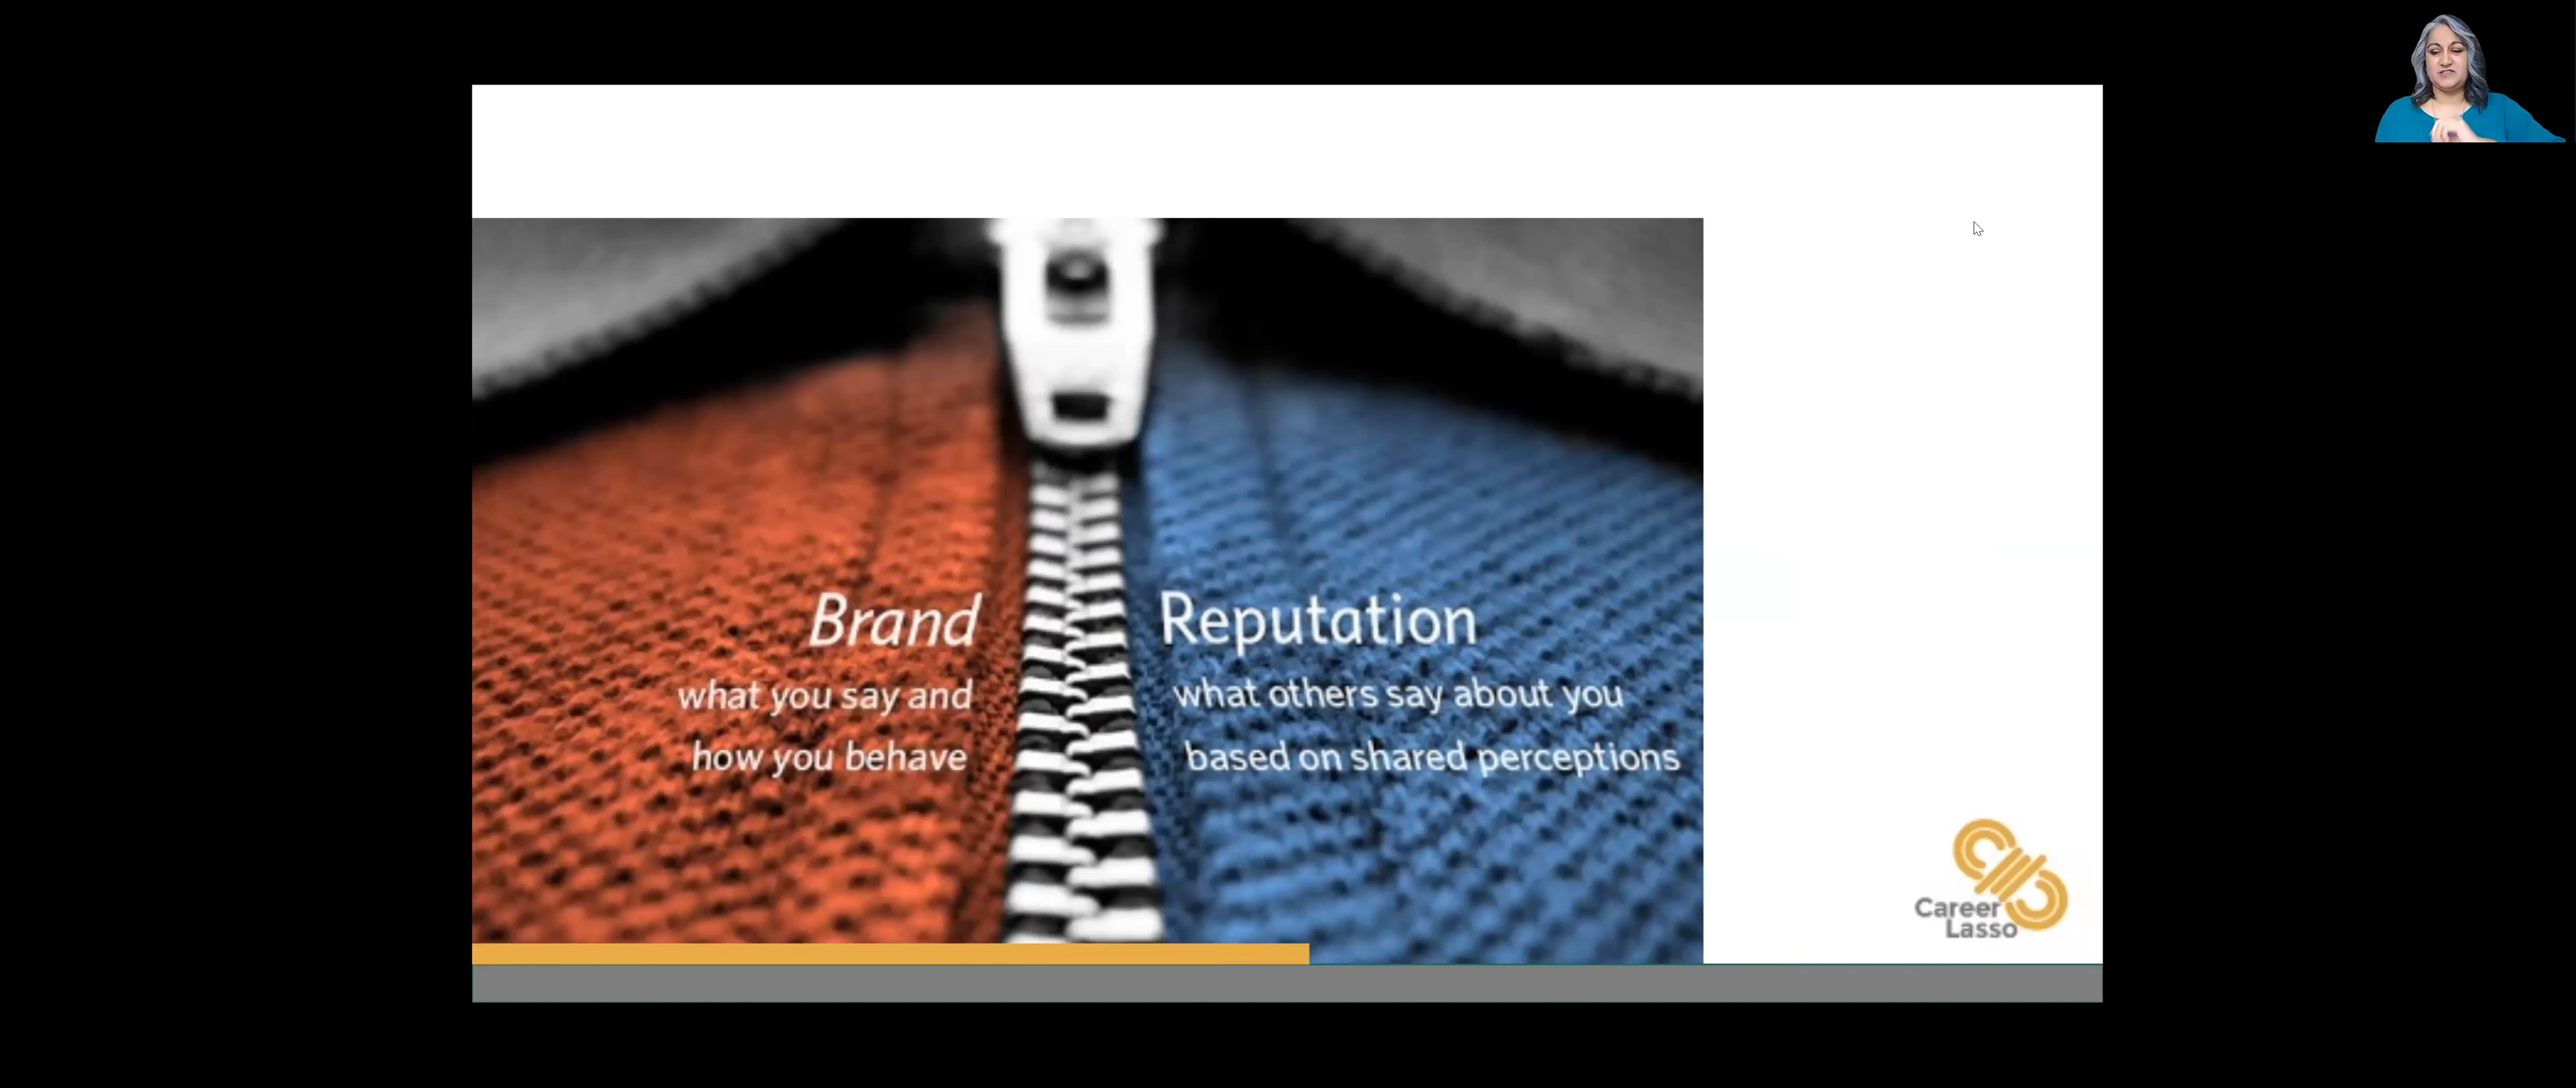 Brand
what you say and
how you behave
Reputation
what others say about you
based on shared perceptions
Career
Lasso